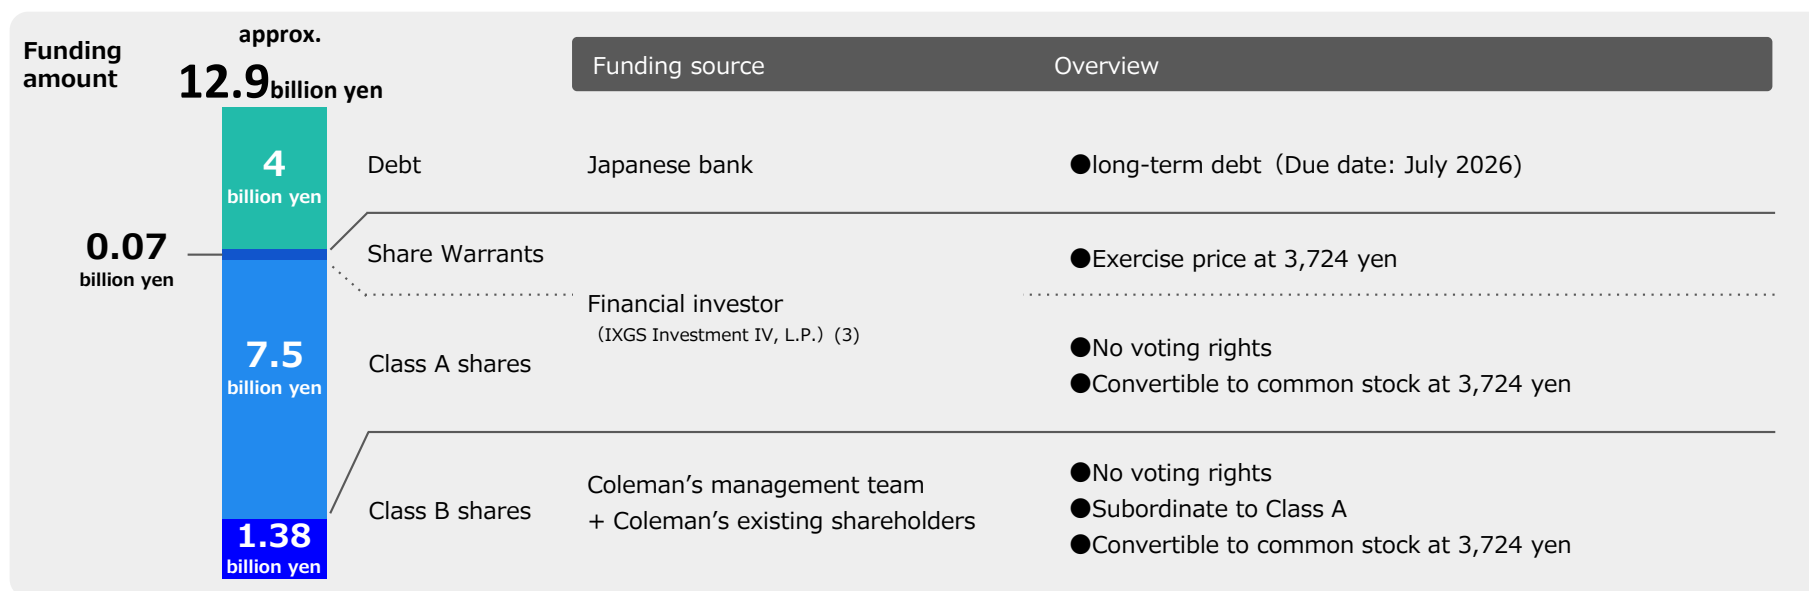 Funding
amount
approx.
12.9billion yen
Funding source
Overview
4
billion yen
Debt
Japanese bank
●long-term debt（Due date: July 2026)
0.07
billion yen
Share Warrants
●Exercise price at 3,724 yen
Financial investor
（IXGS Investment IV, L.P.）(3)
7.5
billion yen
Class A shares
●No voting rights
●Convertible to common stock at 3,724 yen
1.38
billion yen
Class B shares
Coleman’s management team
+ Coleman’s existing shareholders
●No voting rights
●Subordinate to Class A
●Convertible to common stock at 3,724 yen